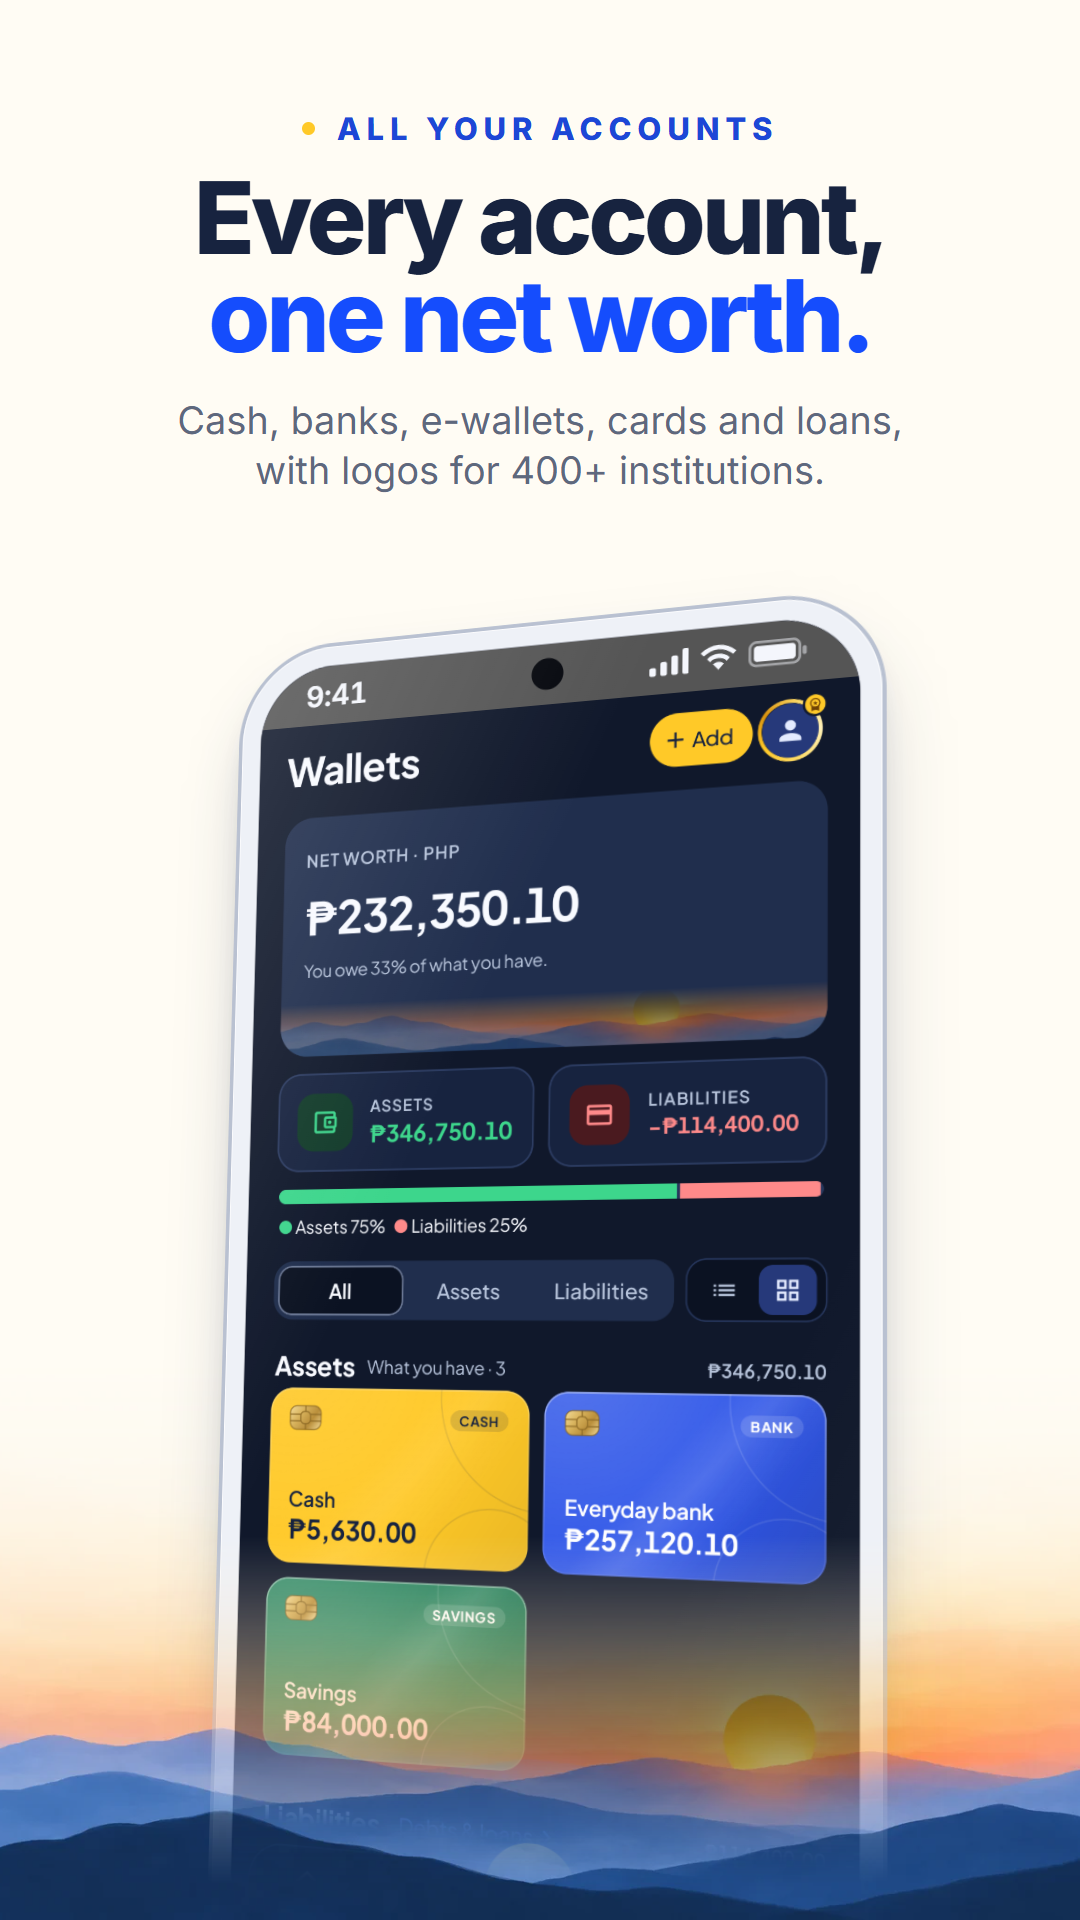 ALL YOUR ACCOUNTS
Every account,
one net worth.
Cash, banks, e-wallets, cards and loans,
with logos for 400+ institutions.
9:41
Wallets
+ Add
NET WORTH · PHP
₱232,350.10
You owe 33% of what you have.
ASSETS
₱346,750.10
LIABILITIES
-₱114,400.00
Assets 75% Liabilities 25%
All Assets Liabilities
Assets What you have · 3 ₱346,750.10
CASH
Cash
₱5,630.00
BANK
Everyday bank
₱257,120.10
SAVINGS
Savings
₱84,000.00
Liabilities